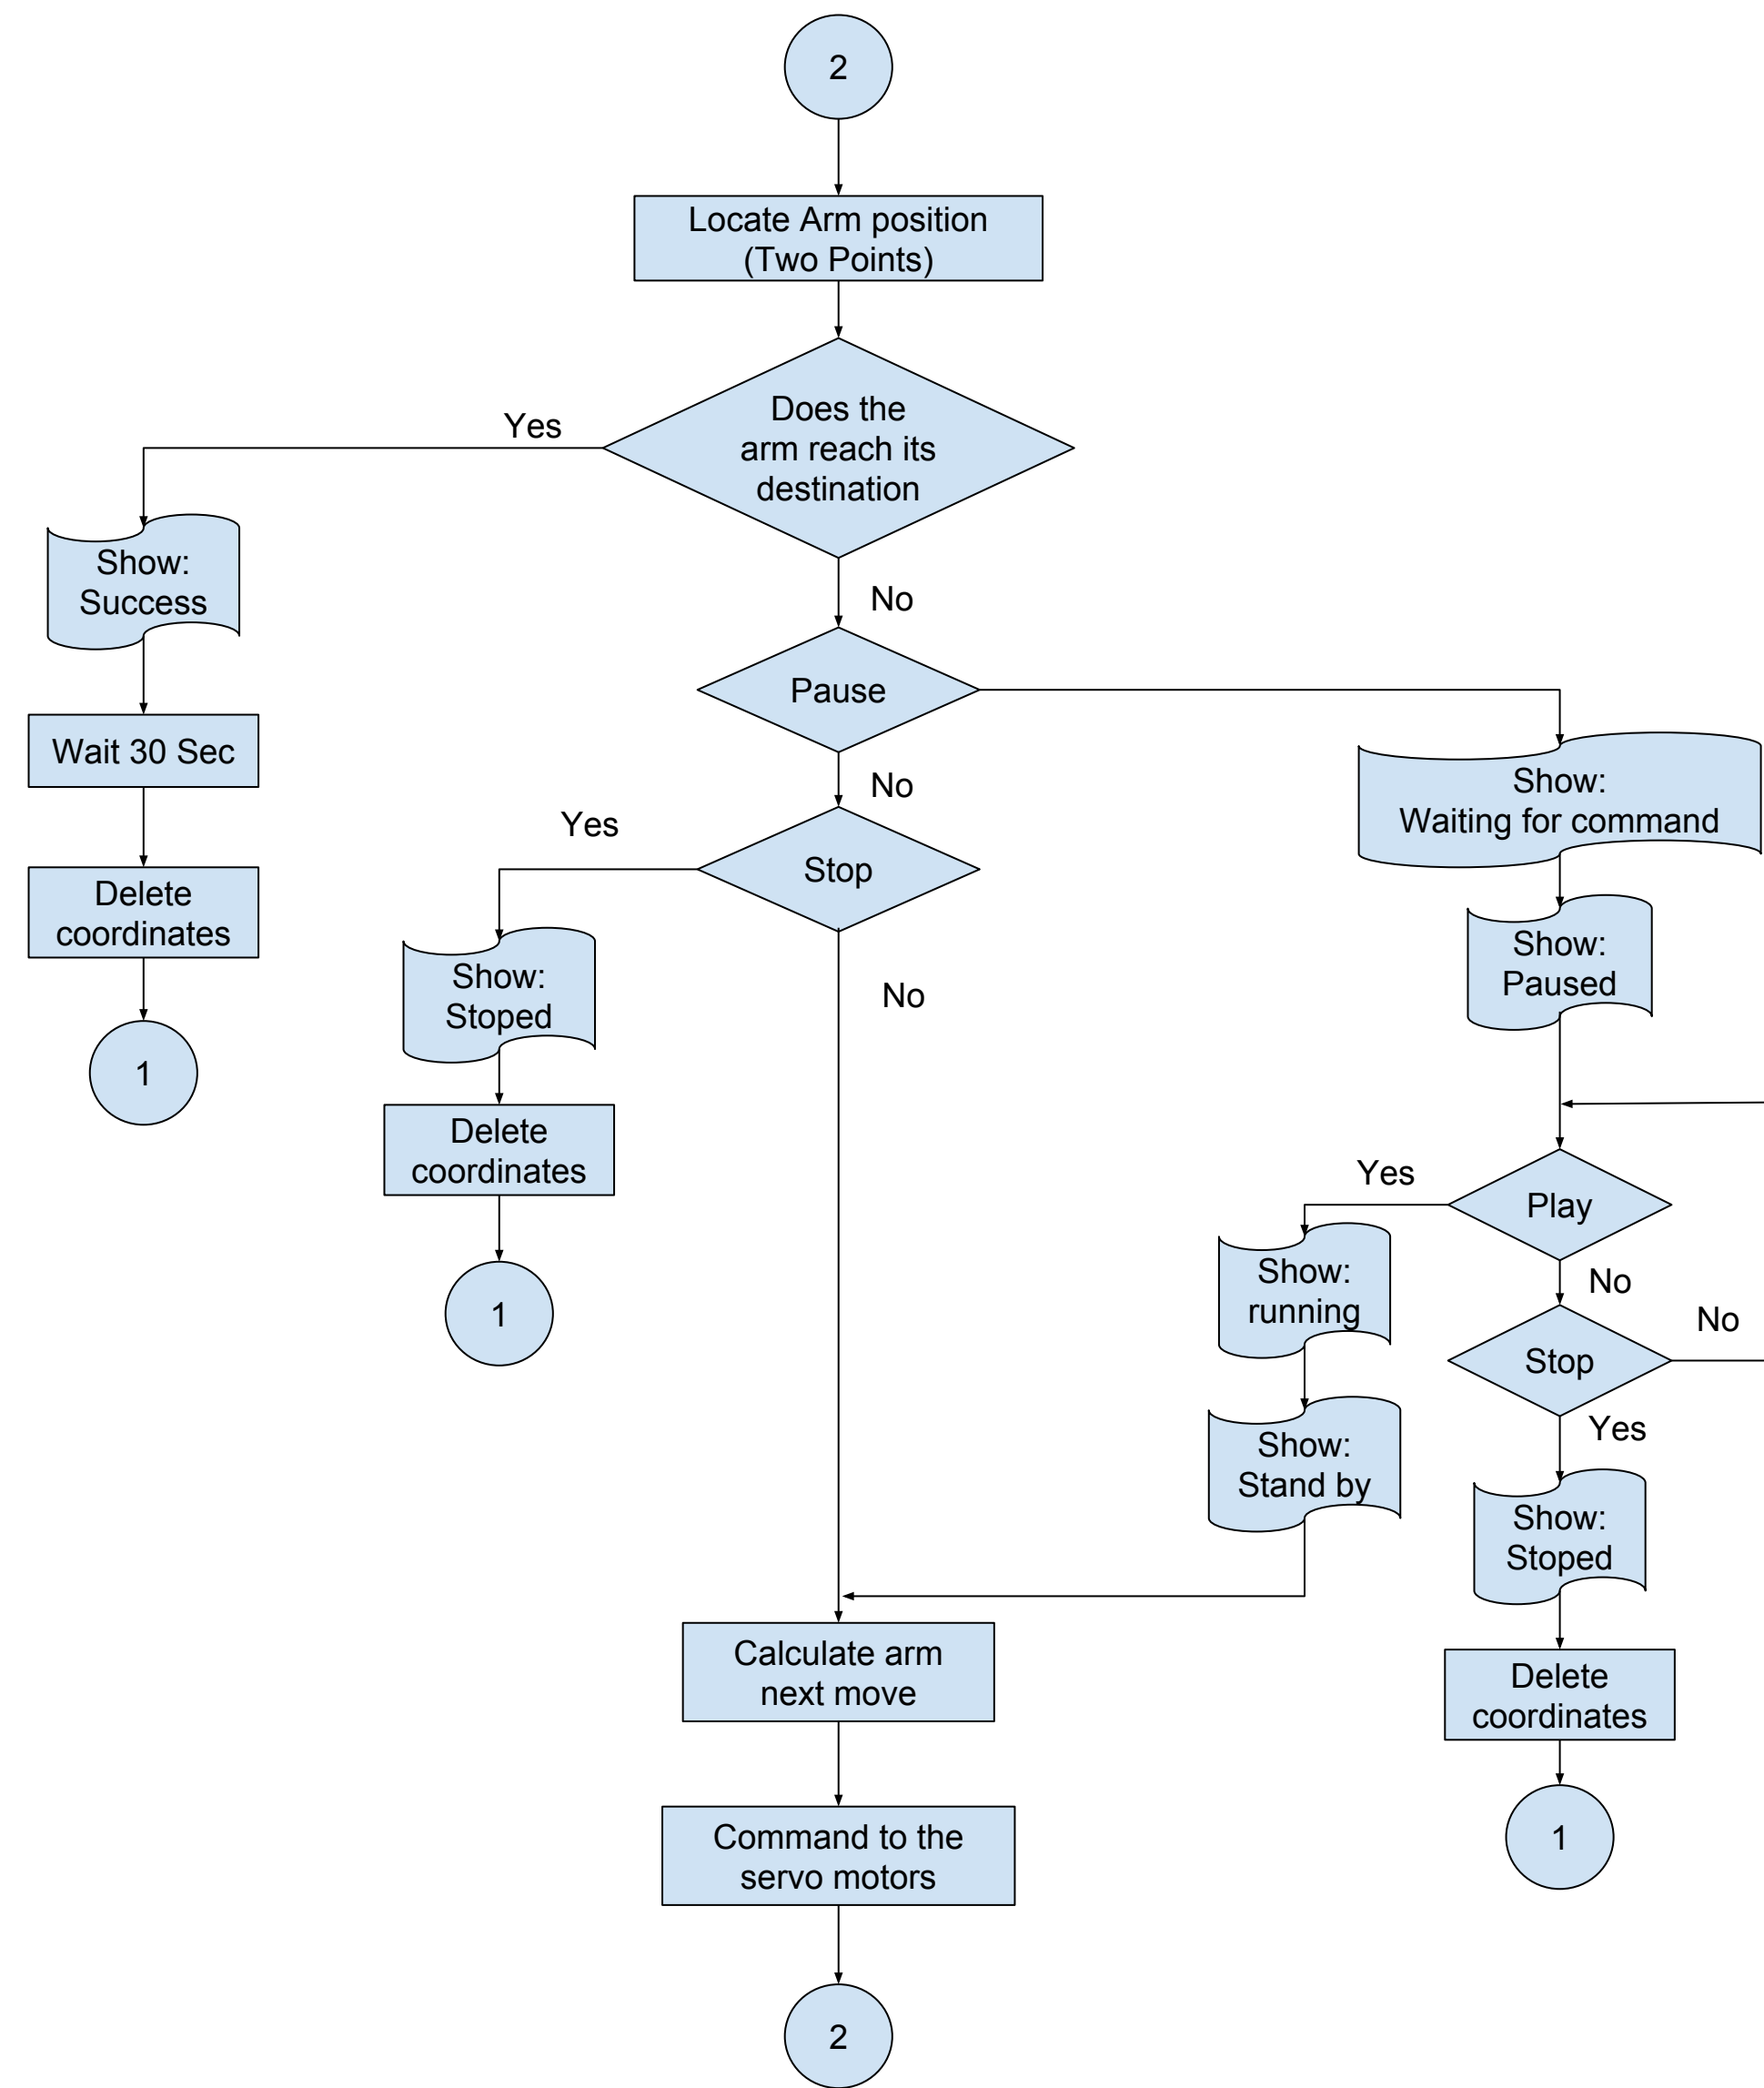 2
Locate Arm position
(Two Points)
Does the
arm reach its
destination
Yes
No
Show:
Success
Wait 30 Sec
Delete
coordinates
1
Pause
No
Show:
Waiting for command
Show:
Paused
Stop
Yes
No
Show:
Stoped
Delete
coordinates
1
Play
Yes
No
Show:
running
Show:
Stand by
Stop
No
Yes
Show:
Stoped
Delete
coordinates
1
Calculate arm
next move
Command to the
servo motors
2